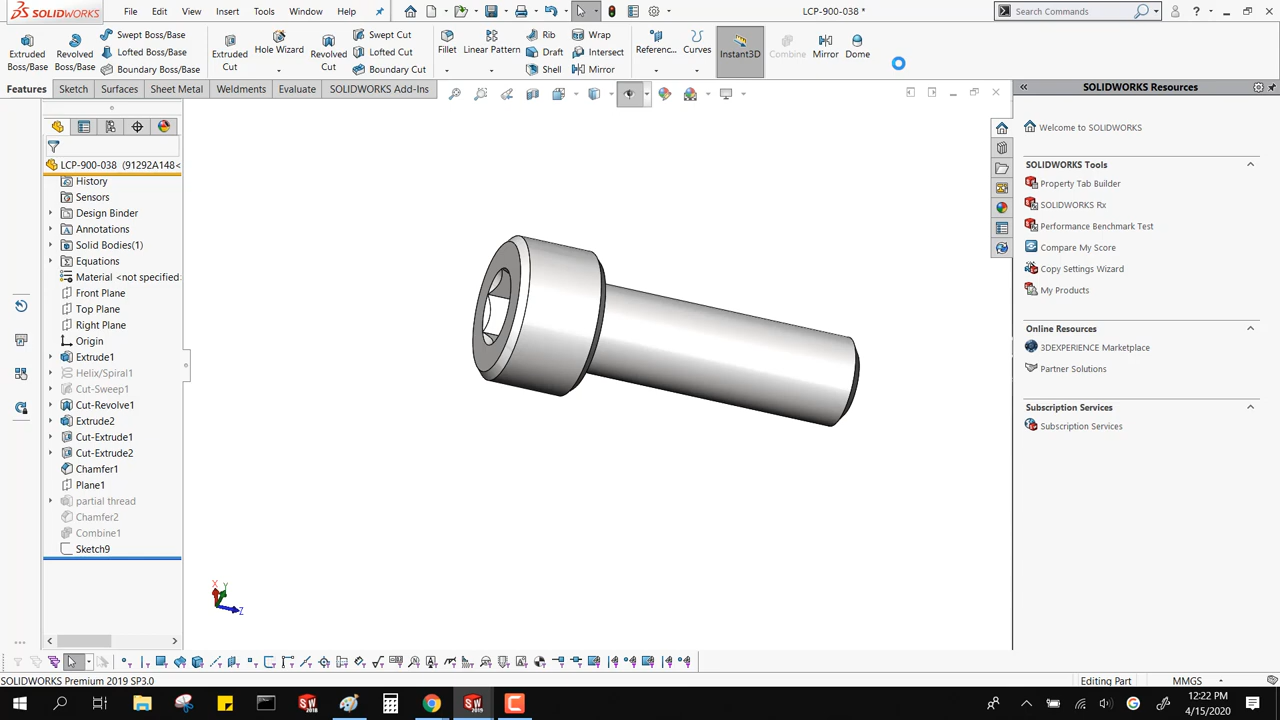 SOLIDWORKS File Edit View Insert Tools Window Help LCP-900-038 * Search Commands
Extruded Boss/Base Revolved Boss/Base Swept Boss/Base Lofted Boss/Base Boundary Boss/Base Extruded Cut Hole Wizard Revolved Cut Swept Cut Lofted Cut Boundary Cut Fillet Linear Pattern Rib Draft Shell Wrap Intersect Mirror Referenc... Curves Instant3D Combine Mirror Dome
Features Sketch Surfaces Sheet Metal Weldments Evaluate SOLIDWORKS Add-Ins
LCP-900-038 (91292A148<
History
Sensors
Design Binder
Annotations
Solid Bodies(1)
Equations
Material <not specified>
Front Plane
Top Plane
Right Plane
Origin
Extrude1
Helix/Spiral1
Cut-Sweep1
Cut-Revolve1
Extrude2
Cut-Extrude1
Cut-Extrude2
Chamfer1
Plane1
partial thread
Chamfer2
Combine1
Sketch9
X Y Z
SOLIDWORKS Resources
Welcome to SOLIDWORKS
SOLIDWORKS Tools
Property Tab Builder
SOLIDWORKS Rx
Performance Benchmark Test
Compare My Score
Copy Settings Wizard
My Products
Online Resources
3DEXPERIENCE Marketplace
Partner Solutions
Subscription Services
Subscription Services
SOLIDWORKS Premium 2019 SP3.0 Editing Part MMGS
12:22 PM
4/15/2020